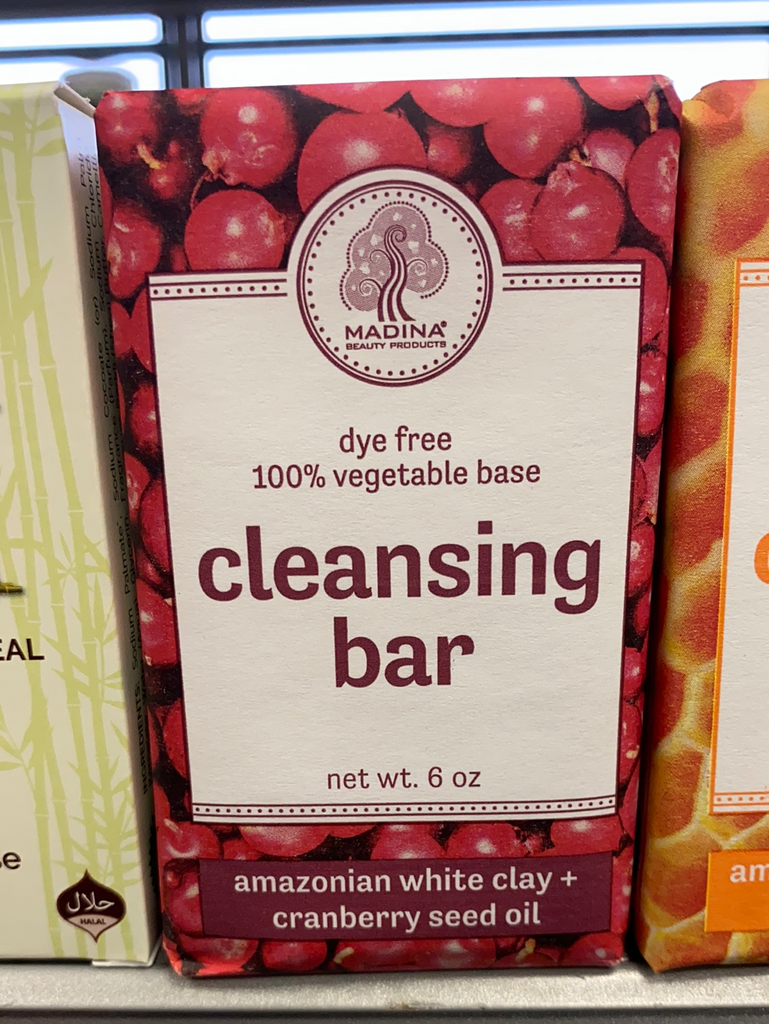 MADINA®
BEAUTY PRODUCTS
dye free
100% vegetable base
cleansing
bar
net wt. 6 oz
amazonian white clay +
cranberry seed oil
EAL
حلال
HALAL
am